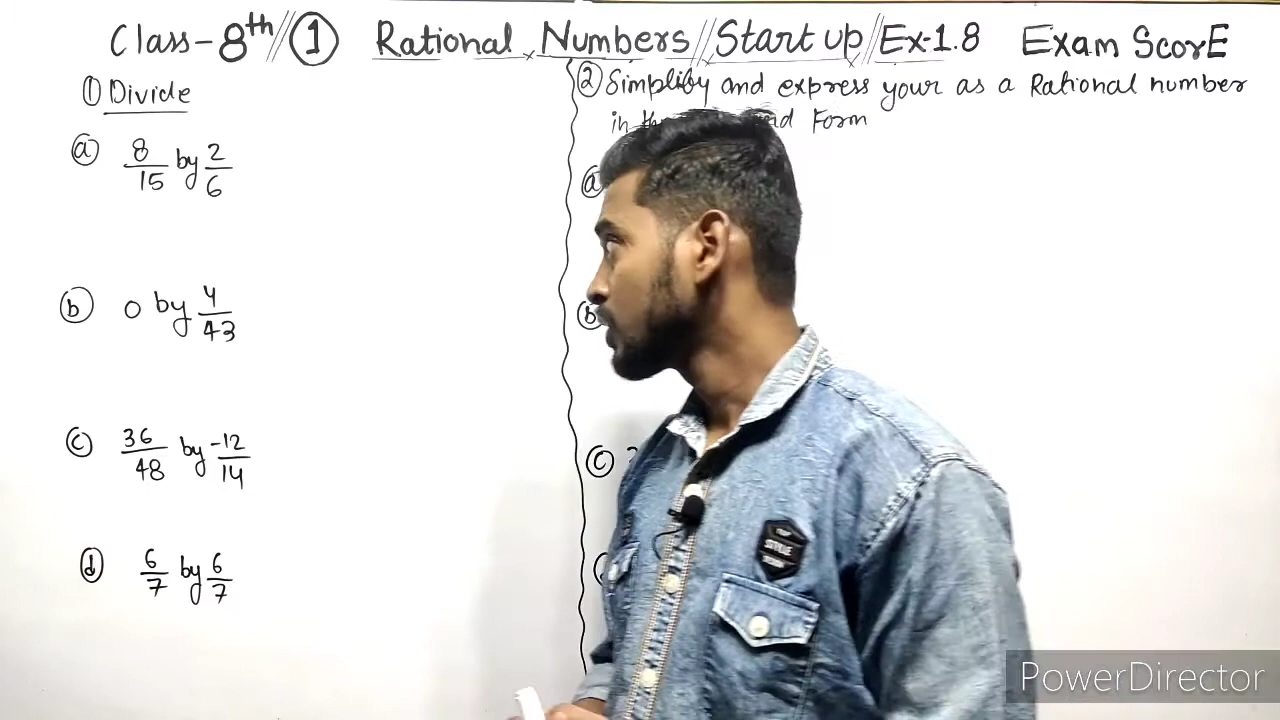 Class-8th // 1 Rational Numbers // Start up // Ex-1.8 Exam ScorE
① Divide
ⓐ 8/15 by 2/6
ⓑ 0 by 4/43
ⓒ 36/48 by -12/14
ⓓ 6/7 by 6/7
② Simplify and express your as a Rational number
in Form
ⓐ
ⓑ
ⓒ
STYLE
PowerDirector